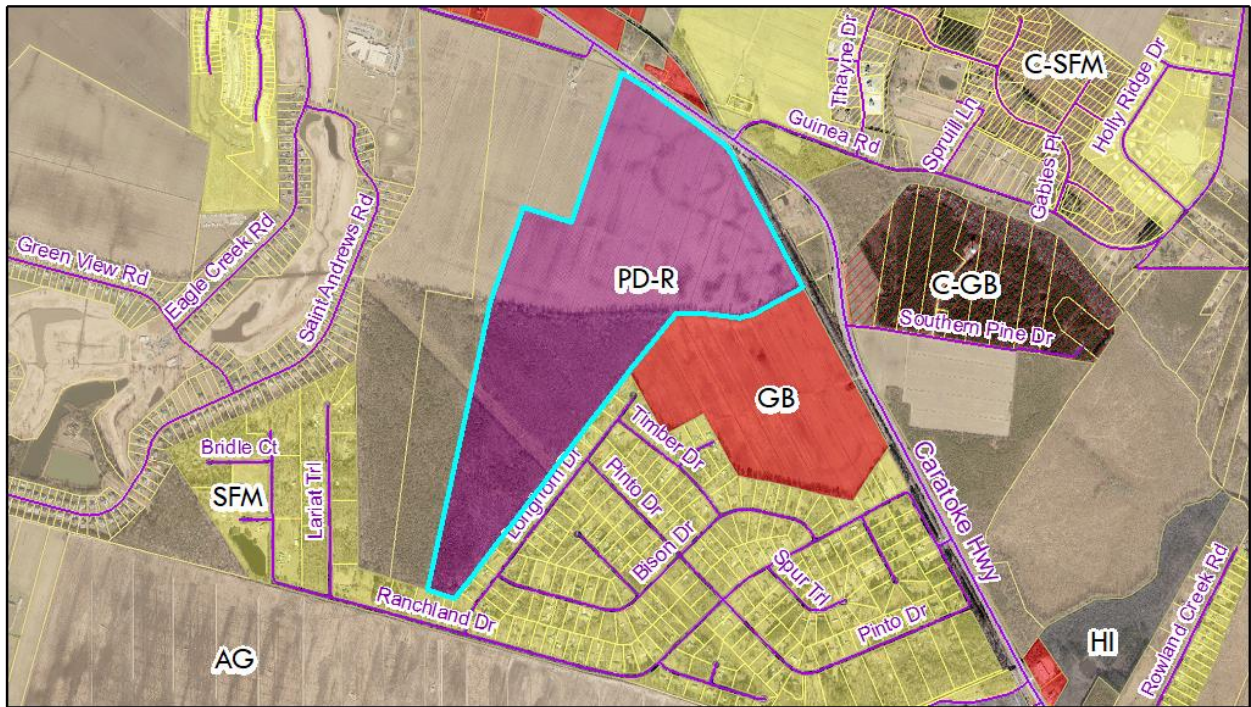 Thayne Dr
C-SFM
Holly Ridge Dr
Guinea Rd
Spruill Ln
Gables Pl
Green View Rd
Eagle Creek Rd
Saint Andrews Rd
PD-R
C-GB
Southern Pine Dr
GB
Timber Dr
Bridle Ct
SFM
Lariat Trl
Longhorn Dr
Pinto Dr
Bison Dr
Spur Trl
Caratoke Hwy
Ranchland Dr
Pinto Dr
AG
HI
Rowland Creek Rd